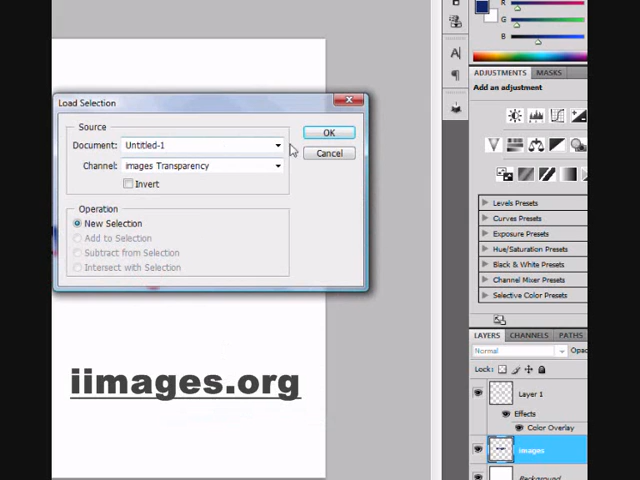 R
G
B
A|
ADJUSTMENTS MASKS
Add an adjustment
Load Selection
Source
Document: Untitled-1
Channel: images Transparency
Invert
OK
Cancel
Operation
New Selection
Add to Selection
Subtract from Selection
Intersect with Selection
Levels Presets
Curves Presets
Exposure Presets
Hue/Saturation Presets
Black & White Presets
Channel Mixer Presets
Selective Color Presets
LAYERS CHANNELS PATHS
Normal Opac
Lock:
Layer 1
Effects
Color Overlay
images
Background
iimages.org